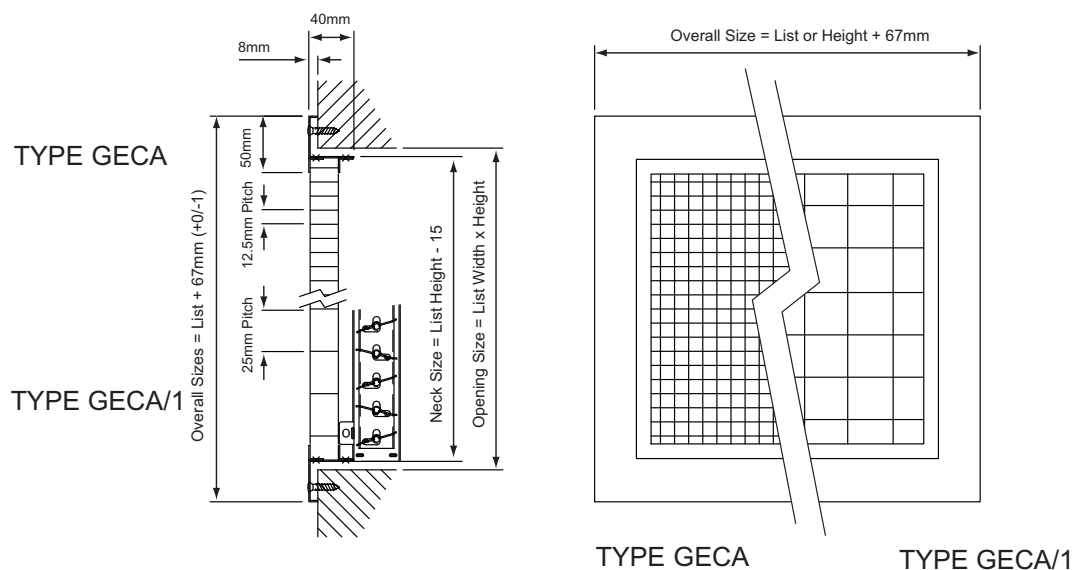 40mm
8mm
Overall Size = List or Height + 67mm
TYPE GECA
50mm
12.5mm Pitch
25mm Pitch
Overall Sizes = List + 67mm (+0/-1)
Neck Size = List Height - 15
Opening Size = List Width x Height
TYPE GECA/1
TYPE GECA
TYPE GECA/1